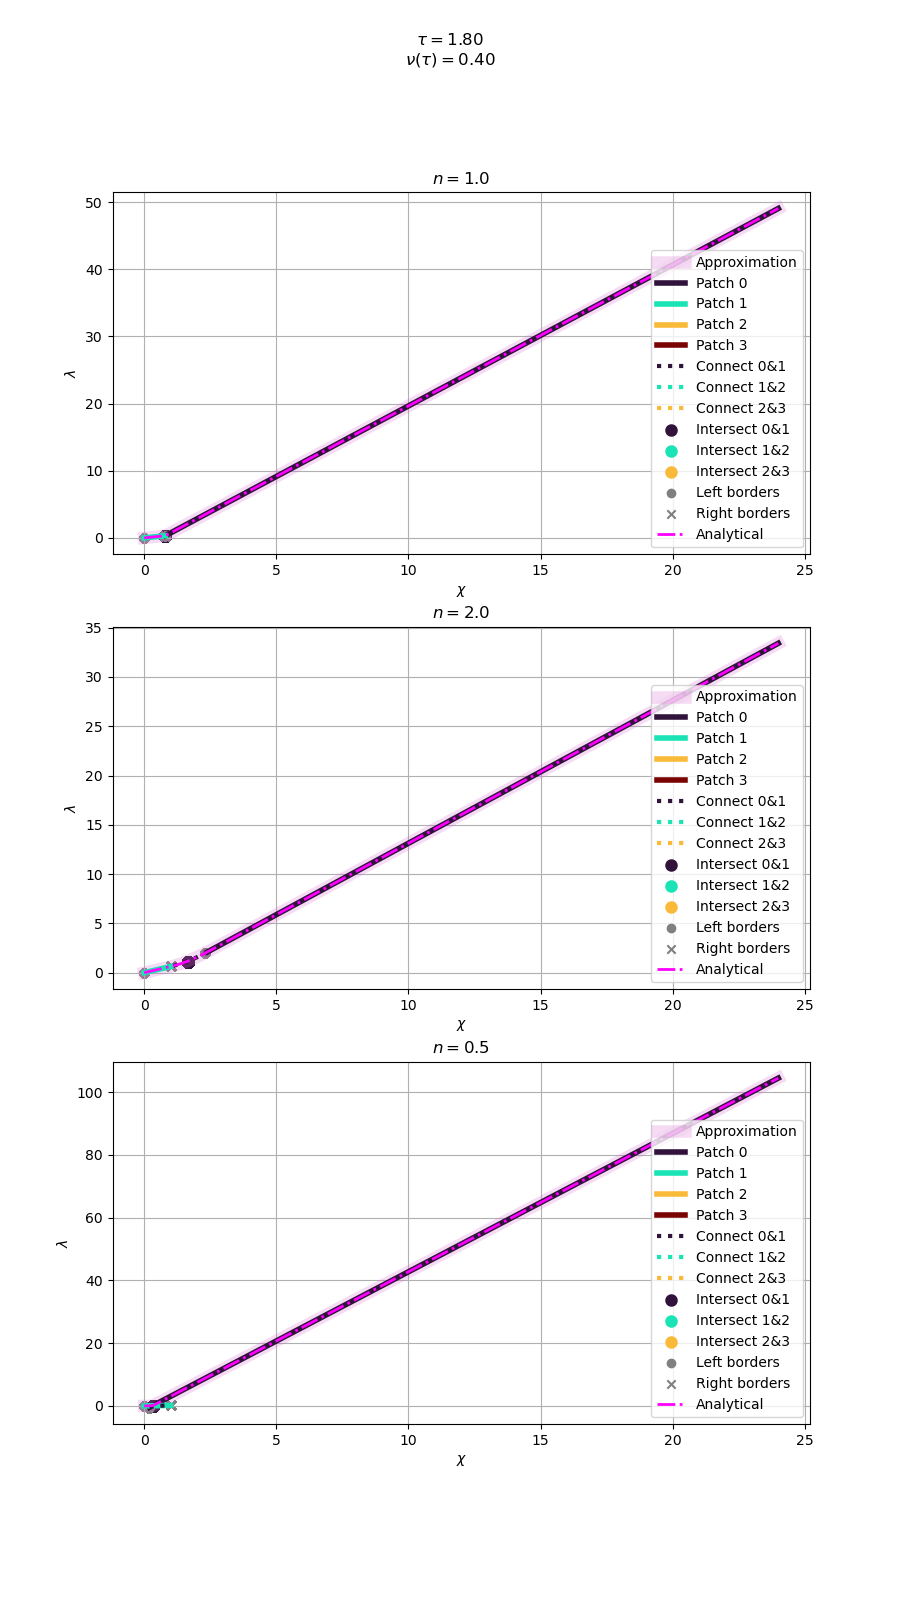 τ = 1.80
ν(τ) = 0.40
n = 1.0
50
40
30
20
10
0
λ
0 5 10 15 20 25
χ
Approximation
Patch 0
Patch 1
Patch 2
Patch 3
Connect 0&1
Connect 1&2
Connect 2&3
Intersect 0&1
Intersect 1&2
Intersect 2&3
Left borders
Right borders
Analytical
n = 2.0
35
30
25
20
15
10
5
0
λ
0 5 10 15 20 25
χ
Approximation
Patch 0
Patch 1
Patch 2
Patch 3
Connect 0&1
Connect 1&2
Connect 2&3
Intersect 0&1
Intersect 1&2
Intersect 2&3
Left borders
Right borders
Analytical
n = 0.5
100
80
60
40
20
0
λ
0 5 10 15 20 25
χ
Approximation
Patch 0
Patch 1
Patch 2
Patch 3
Connect 0&1
Connect 1&2
Connect 2&3
Intersect 0&1
Intersect 1&2
Intersect 2&3
Left borders
Right borders
Analytical